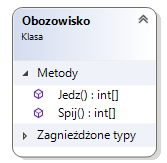 Obozowisko
Klasa
Metody
Jedz() : int[]
Spij() : int[]
Zagnieżdżone typy